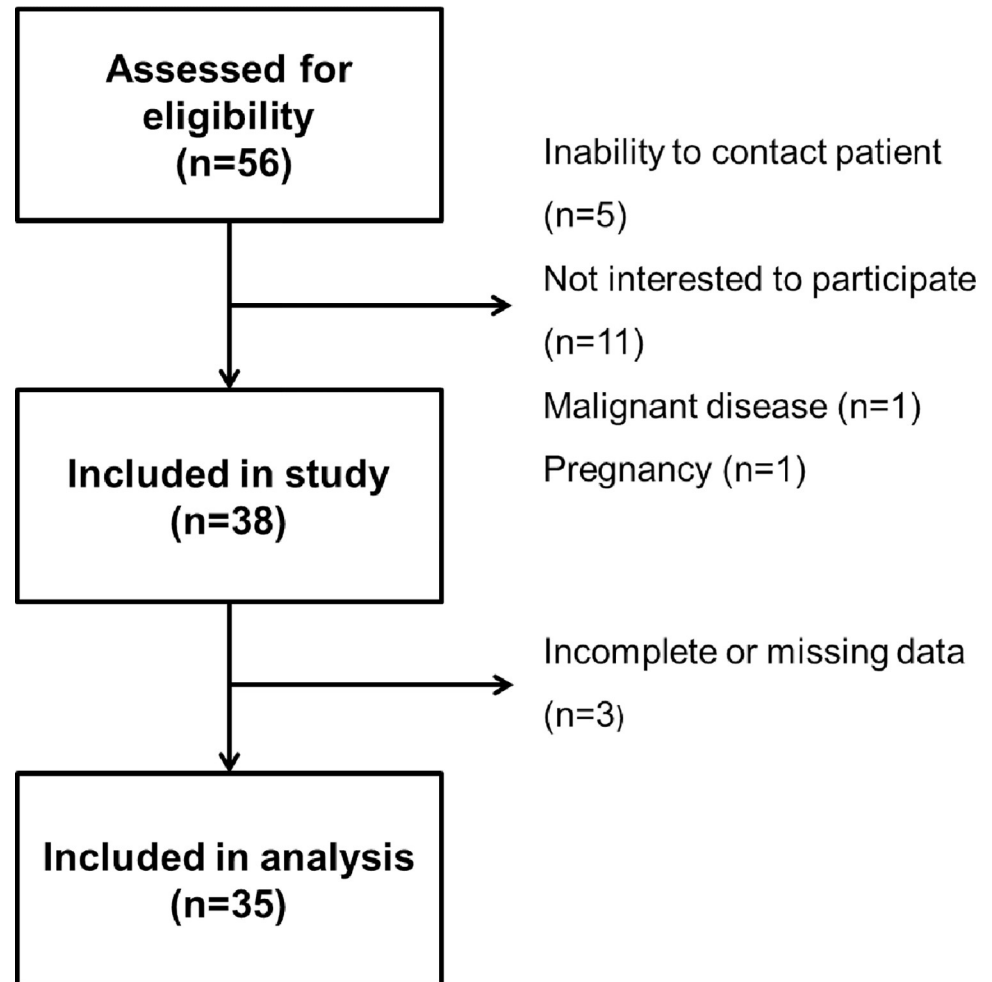 Assessed for
eligibility
(n=56)
Inability to contact patient
(n=5)
Not interested to participate
(n=11)
Malignant disease (n=1)
Pregnancy (n=1)
Included in study
(n=38)
Incomplete or missing data
(n=3)
Included in analysis
(n=35)